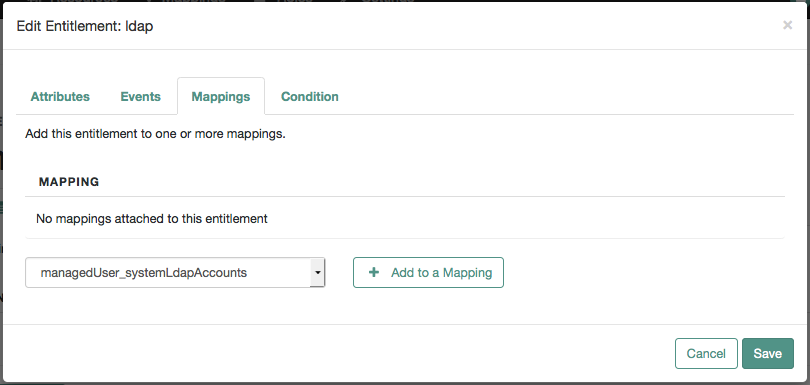 Edit Entitlement: ldap
×
Attributes Events Mappings Condition
Add this entitlement to one or more mappings.
MAPPING
No mappings attached to this entitlement
managedUser_systemLdapAccounts + Add to a Mapping
Cancel Save